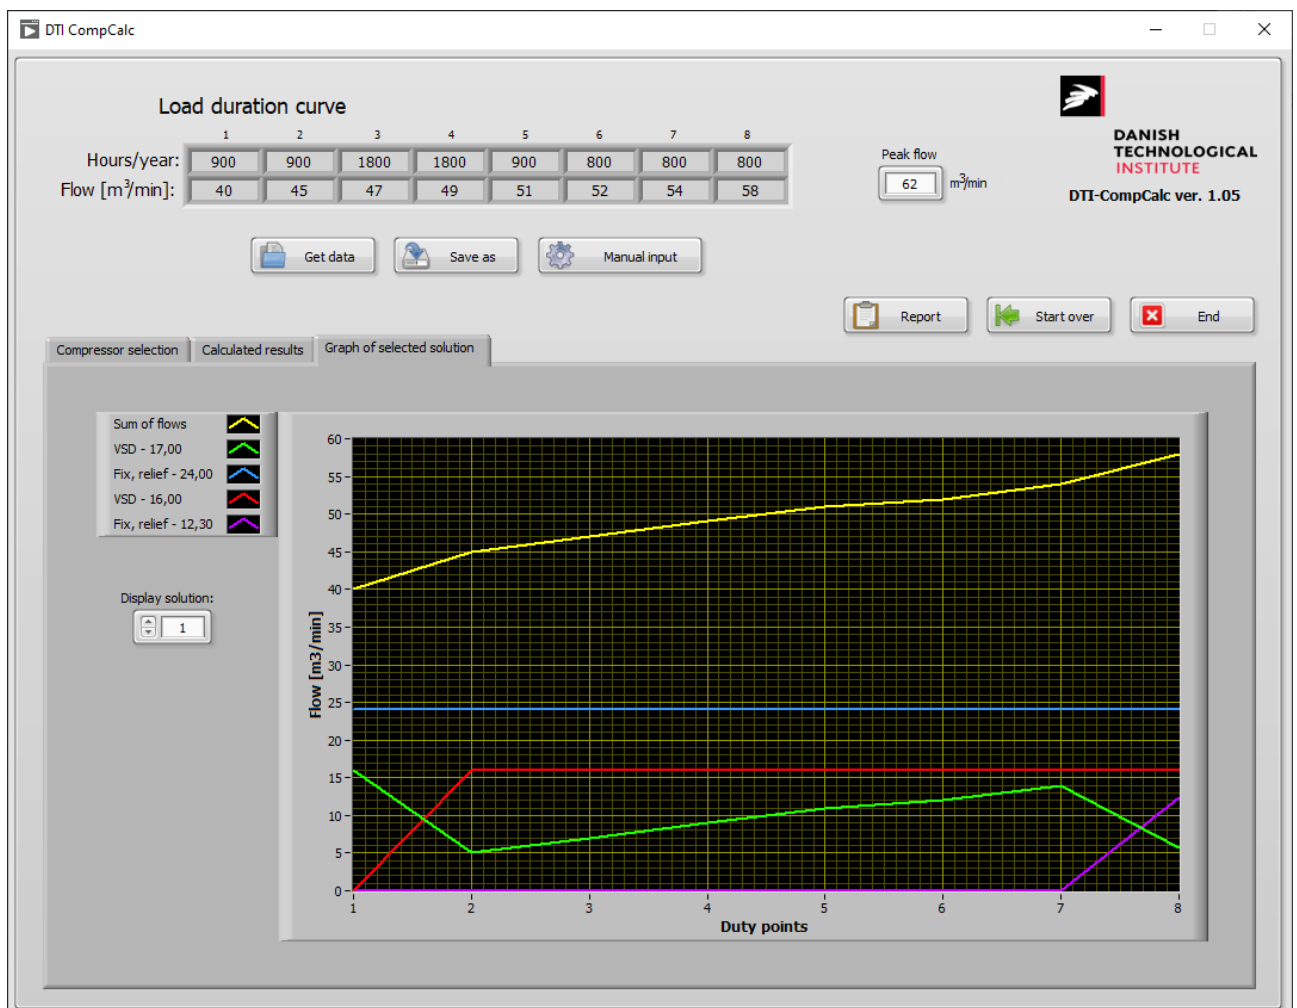 DTI CompCalc
Load duration curve
1 2 3 4 5 6 7 8
Hours/year: 900 900 1800 1800 900 800 800 800
Flow [m³/min]: 40 45 47 49 51 52 54 58
Peak flow
62 m³/min
DANISH
TECHNOLOGICAL
INSTITUTE
DTI-CompCalc ver. 1.05
Get data
Save as
Manual input
Report
Start over
End
Compressor selection
Calculated results
Graph of selected solution
Sum of flows
VSD - 17,00
Fix, relief - 24,00
VSD - 16,00
Fix, relief - 12,30
Display solution:
1
Flow [m3/min]
60
55
50
45
40
35
30
25
20
15
10
5
0
1 2 3 4 5 6 7 8
Duty points